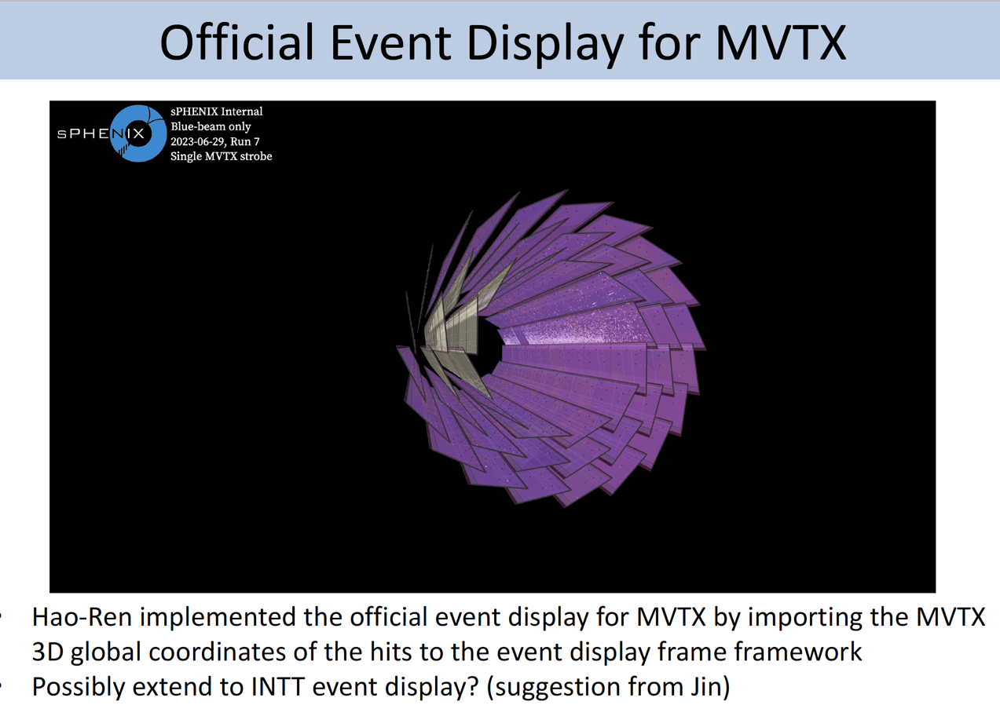 Official Event Display for MVTX
sPHENIX
sPHENIX Internal
Blue-beam only
2023-06-29, Run 7
Single MVTX strobe
• Hao-Ren implemented the official event display for MVTX by importing the MVTX
3D global coordinates of the hits to the event display frame framework
• Possibly extend to INTT event display? (suggestion from Jin)